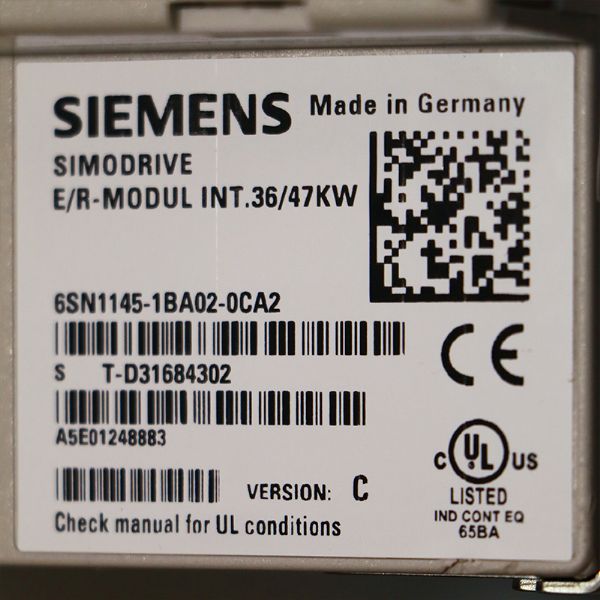 SIEMENS Made in Germany
SIMODRIVE
E/R-MODUL INT.36/47KW
6SN1145-1BA02-0CA2
S T-D31684302
A5E01248883
VERSION: C
Check manual for UL conditions
CE
C UL US
LISTED
IND CONT EQ
65BA